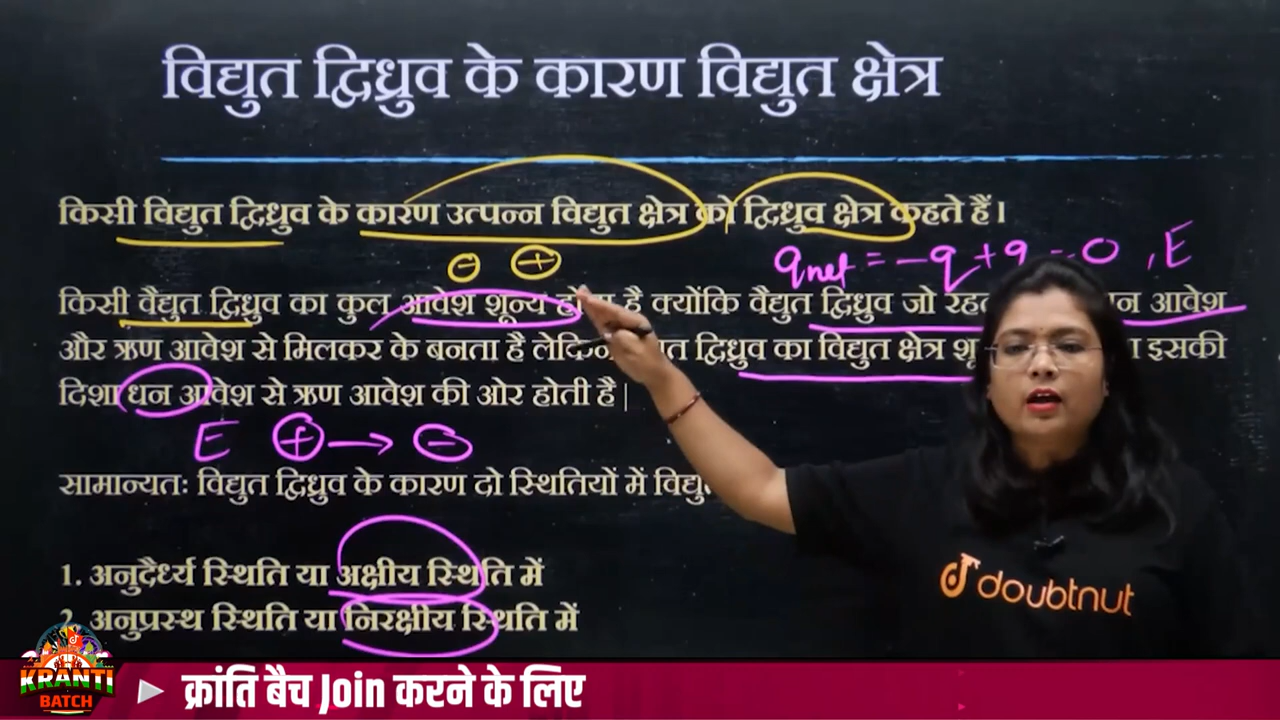 विद्युत द्विध्रुव के कारण विद्युत क्षेत्र
किसी विद्युत द्विध्रुव के कारण उत्पन्न विद्युत क्षेत्र को द्विध्रुव क्षेत्र कहते हैं।
⊖ ⊕ qnet = -q+q = 0 , E
किसी वैद्युत द्विध्रुव का कुल आवेश शून्य है क्योंकि वैद्युत द्विध्रुव जो आवेश
और ऋण आवेश से मिलकर के बनता है लेकिन द्विध्रुव का विद्युत क्षेत्र इसकी
दिशा धन आवेश से ऋण आवेश की ओर होती है|
E ⊕ → ⊖
सामान्यतः विद्युत द्विध्रुव के कारण दो स्थितियों में
1. अनुदैर्ध्य स्थिति या अक्षीय स्थिति में
2. अनुप्रस्थ स्थिति या निरक्षीय स्थिति में
doubtnut
KRANTI
BATCH
क्रांति बैच Join करने के लिए